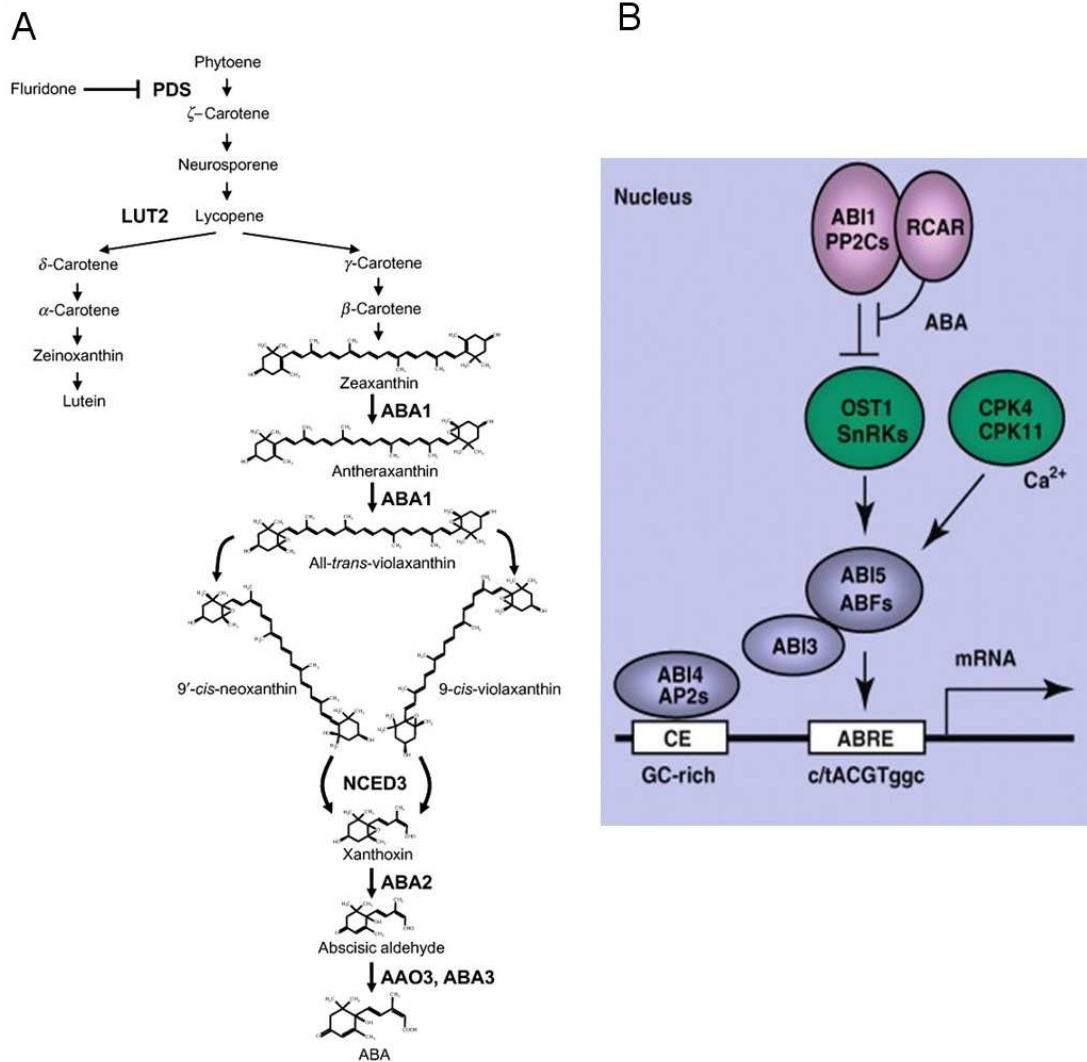 A
Phytoene
Fluridone
PDS
ζ–Carotene
Neurosporene
LUT2
Lycopene
δ-Carotene
γ-Carotene
α-Carotene
β-Carotene
Zeinoxanthin
Lutein
Zeaxanthin
ABA1
Antheraxanthin
ABA1
All-trans-violaxanthin
9′-cis-neoxanthin
9-cis-violaxanthin
NCED3
Xanthoxin
ABA2
Abscisic aldehyde
AAO3, ABA3
ABA
B
Nucleus
ABI1
PP2Cs
RCAR
ABA
OST1
SnRKs
CPK4
CPK11
Ca²⁺
ABI5
ABFs
ABI3
mRNA
ABI4
AP2s
CE
ABRE
GC-rich
c/tACGTggc